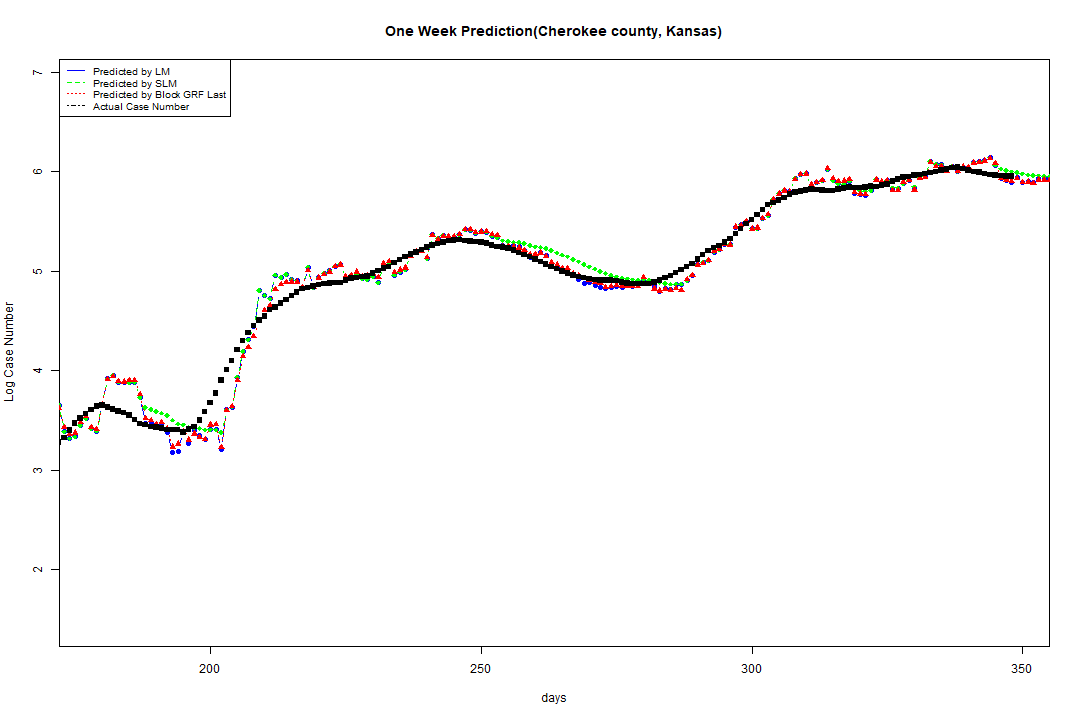 One Week Prediction(Cherokee county, Kansas)
Predicted by LM
Predicted by SLM
Predicted by Block GRF Last
Actual Case Number
7
6
5
4
3
2
Log Case Number
200 250 300 350
days